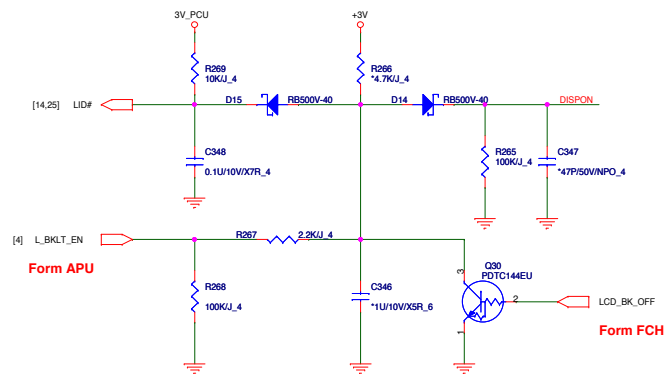 3V_PCU
+3V
R269
10K/J_4
R266
*4.7K/J_4
[14,25] LID#
D15
RB500V-40
D14
RB500V-40
DISPON
C348
0.1U/10V/X7R_4
R265
100K/J_4
C347
*47P/50V/NPO_4
[4] L_BKLT_EN
R267
2.2K/J_4
Form APU
Q30
PDTC144EU
3
2
1
R268
100K/J_4
C346
*1U/10V/X5R_6
LCD_BK_OFF
Form FCH